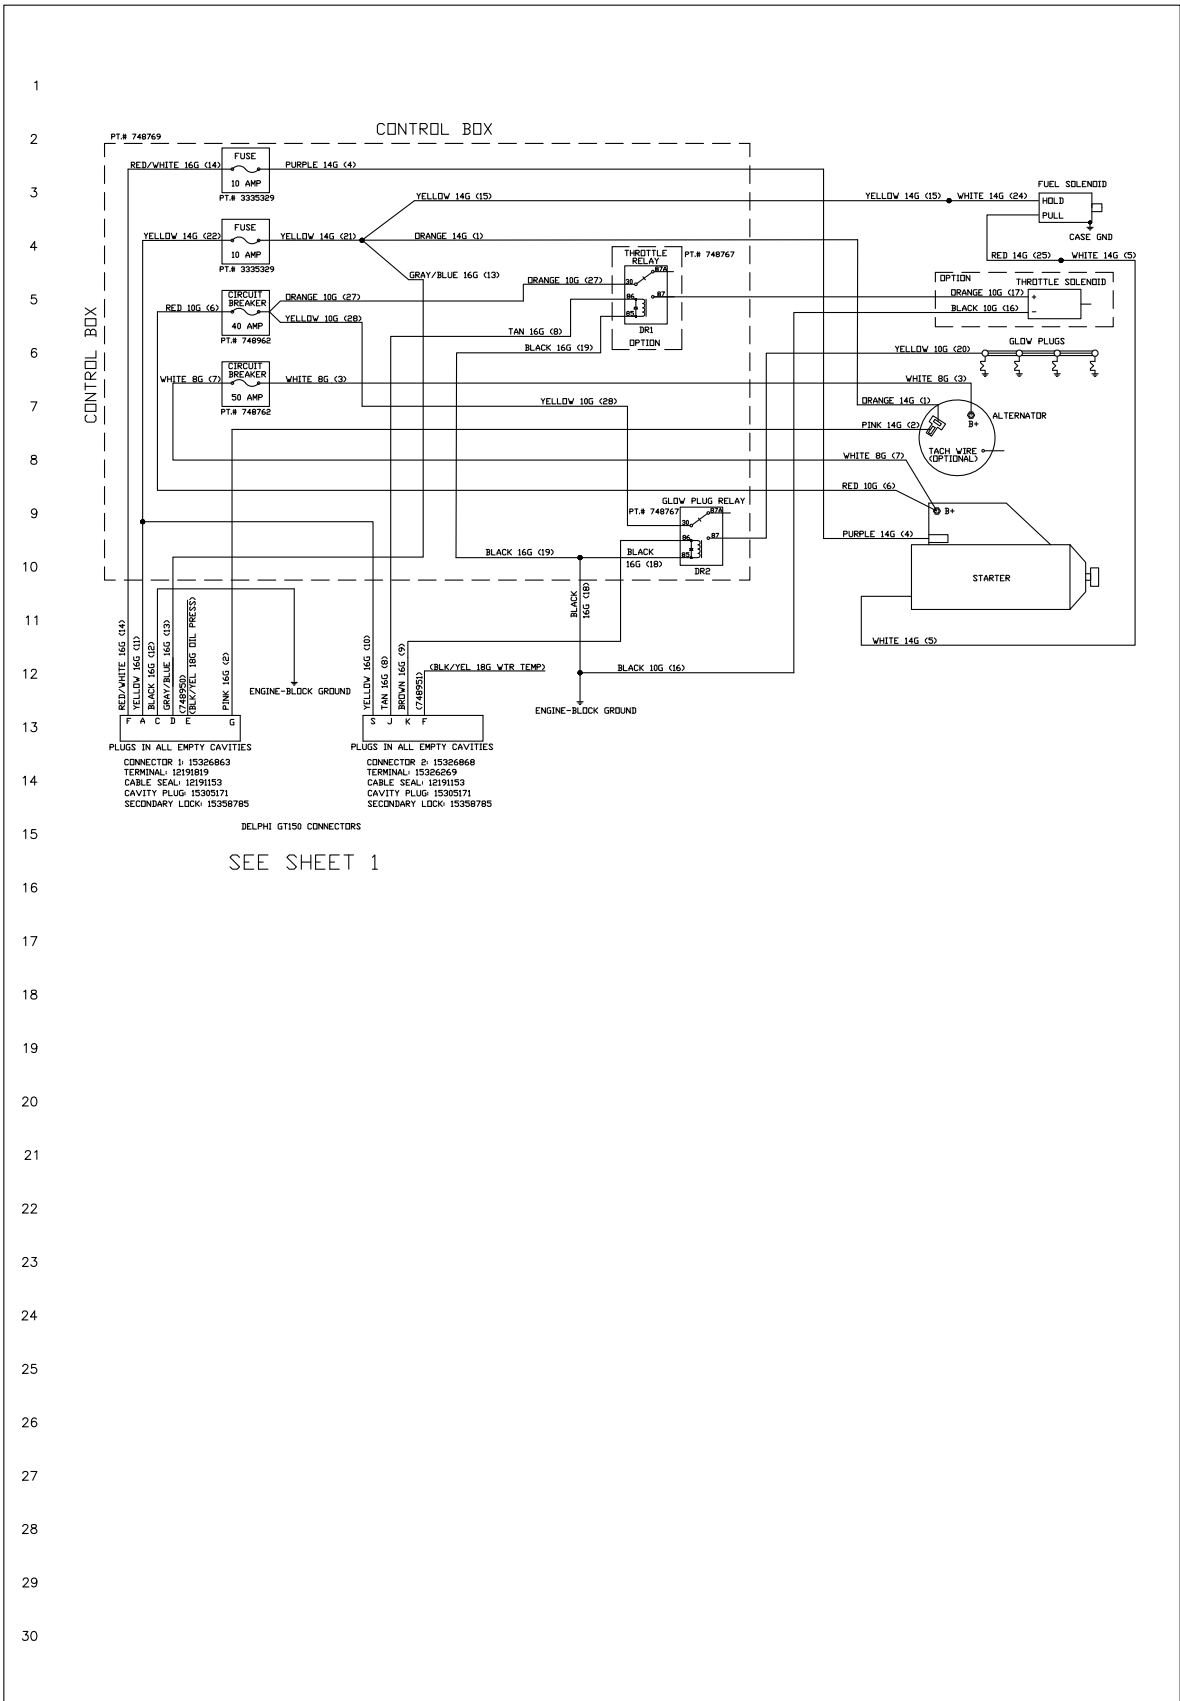 1
CONTROL BOX
2
PT.# 748769
FUSE
RED/WHITE 16G (14)
PURPLE 14G (4)
10 AMP
3
PT.# 3335329
YELLOW 14G (15)
YELLOW 14G (15)
WHITE 14G (24)
FUEL SOLENOID
HOLD
PULL
FUSE
YELLOW 14G (22)
YELLOW 14G (21)
ORANGE 14G (1)
CASE GND
4
10 AMP
PT.# 3335329
THROTTLE
RELAY
PT.# 748767
RED 14G (25)
WHITE 14G (5)
GRAY/BLUE 16G (13)
87A
OPTION
THROTTLE SOLENOID
ORANGE 10G (27)
30
CIRCUIT
BREAKER
ORANGE 10G (27)
86
87
ORANGE 10G (17)
+
5
RED 10G (6)
YELLOW 10G (28)
85
BLACK 10G (16)
−
40 AMP
TAN 16G (8)
DR1
PT.# 748962
OPTION
GLOW PLUGS
6
BLACK 16G (19)
YELLOW 10G (20)
CONTROL BOX
CIRCUIT
BREAKER
WHITE 8G (7)
WHITE 8G (3)
WHITE 8G (3)
50 AMP
7
PT.# 748762
YELLOW 10G (28)
ORANGE 14G (1)
ALTERNATOR
B+
PINK 14G (2)
TACH WIRE
(OPTIONAL)
8
WHITE 8G (7)
RED 10G (6)
GLOW PLUG RELAY
9
PT.# 748767
87A
B+
30
86
87
PURPLE 14G (4)
BLACK 16G (19)
BLACK
85
10
16G (18)
DR2
STARTER
BLACK
16G (18)
11
WHITE 14G (5)
RED/WHITE 16G (14)
YELLOW 16G (11)
BLACK 16G (12)
GRAY/BLUE 16G (13)
(748950)
(BLK/YEL 18G OIL PRESS)
PINK 16G (2)
YELLOW 16G (10)
TAN 16G (8)
BROWN 16G (9)
(748951)
(BLK/YEL 18G WTR TEMP)
BLACK 10G (16)
12
ENGINE-BLOCK GROUND
ENGINE-BLOCK GROUND
13
F A C D E G
S J K F
PLUGS IN ALL EMPTY CAVITIES
PLUGS IN ALL EMPTY CAVITIES
CONNECTOR 1: 15326863
TERMINAL: 12191819
CABLE SEAL: 12191153
CAVITY PLUG: 15305171
SECONDARY LOCK: 15358785
CONNECTOR 2: 15326868
TERMINAL: 15326269
CABLE SEAL: 12191153
CAVITY PLUG: 15305171
SECONDARY LOCK: 15358785
14
DELPHI GT150 CONNECTORS
15
SEE SHEET 1
16
17
18
19
20
21
22
23
24
25
26
27
28
29
30